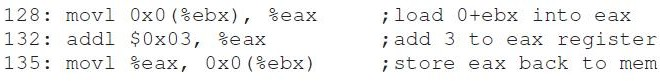 128: movl 0x0(%ebx), %eax ;load 0+ebx into eax
132: addl $0x03, %eax ;add 3 to eax register
135: movl %eax, 0x0(%ebx) ;store eax back to mem